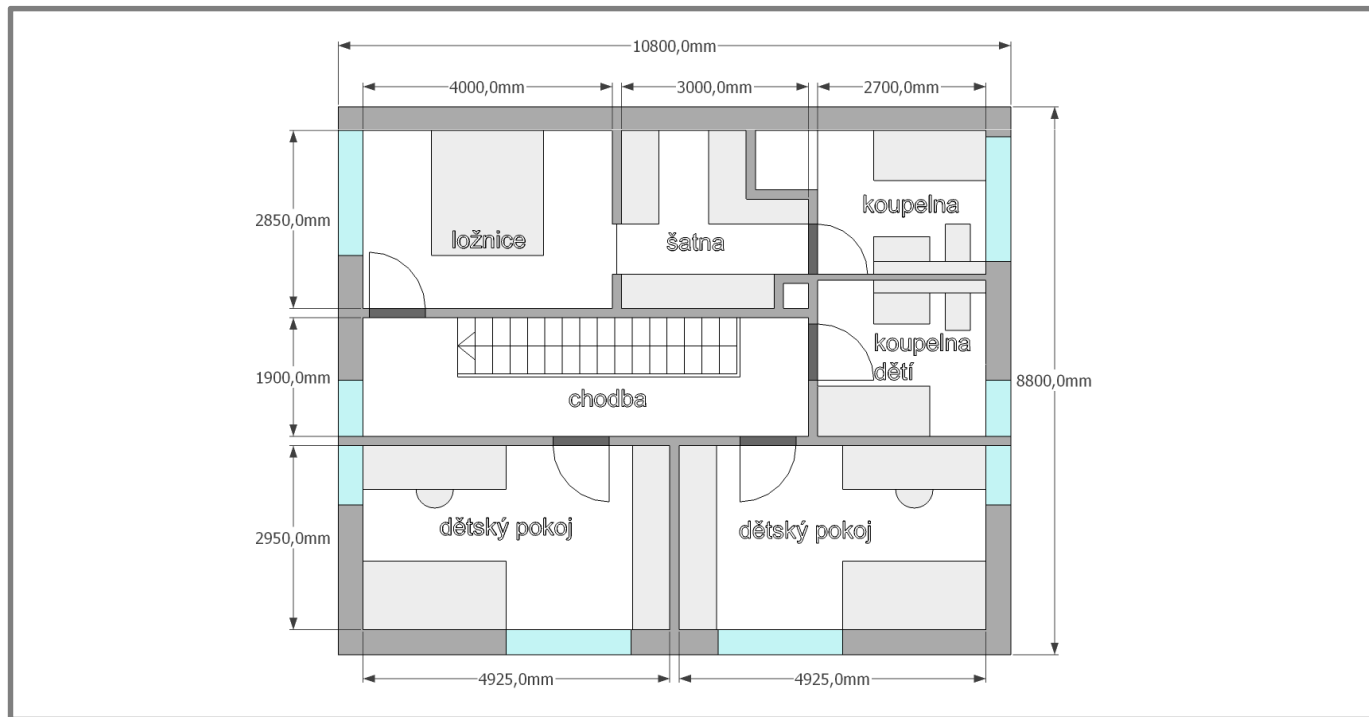 10800,0mm
4000,0mm
3000,0mm
2700,0mm
2850,0mm
ložnice
šatna
koupelna
koupelna
dětí
1900,0mm
8800,0mm
chodba
2950,0mm
dětský pokoj
dětský pokoj
4925,0mm
4925,0mm